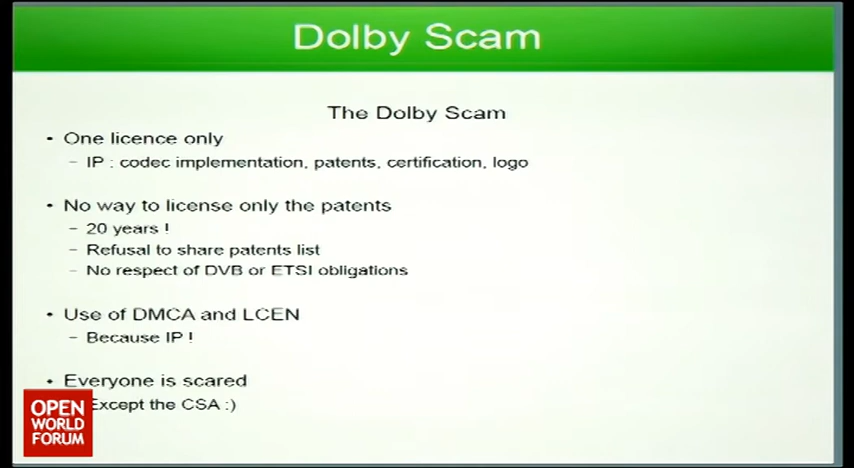 Dolby Scam
The Dolby Scam
• One licence only
– IP : codec implementation, patents, certification, logo
• No way to license only the patents
– 20 years !
– Refusal to share patents list
– No respect of DVB or ETSI obligations
• Use of DMCA and LCEN
– Because IP !
• Everyone is scared
Except the CSA :)
OPEN
WORLD
FORUM